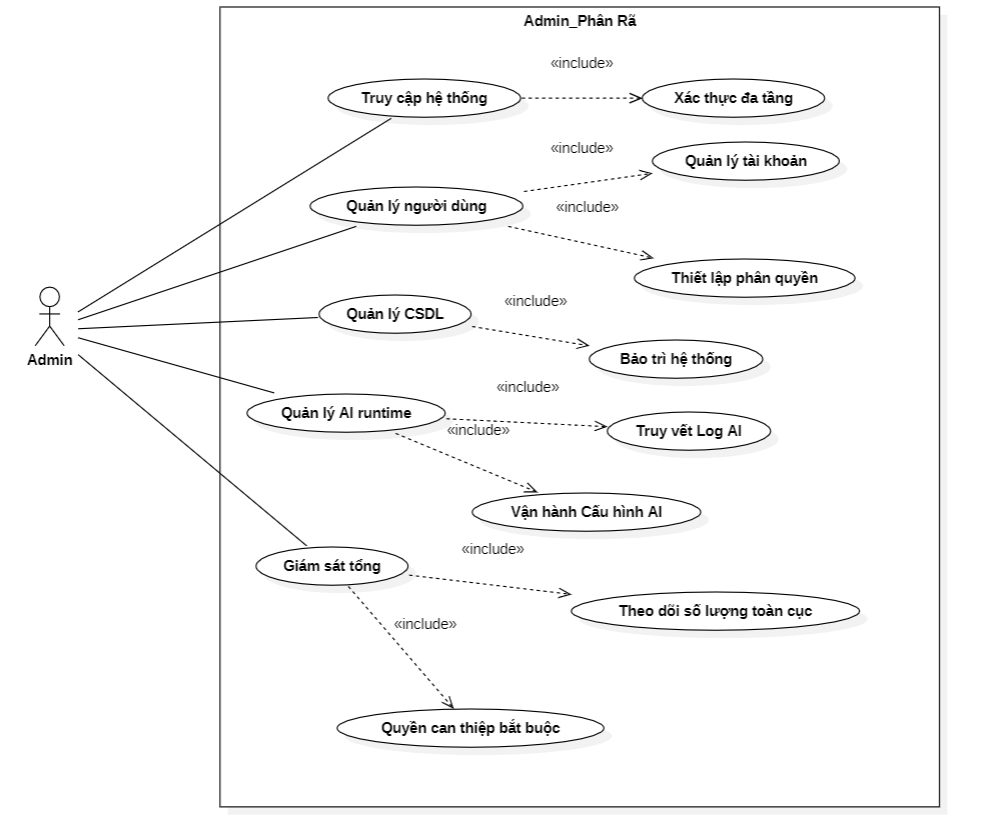 Admin_Phân Rã
«include»
Truy cập hệ thống
Xác thực đa tầng
«include»
Quản lý tài khoản
Quản lý người dùng
«include»
Thiết lập phân quyền
«include»
Quản lý CSDL
Bảo trì hệ thống
Admin
«include»
Quản lý AI runtime
«include»
Truy vết Log AI
Vận hành Cấu hình AI
«include»
Giám sát tổng
Theo dõi số lượng toàn cục
«include»
Quyền can thiệp bắt buộc